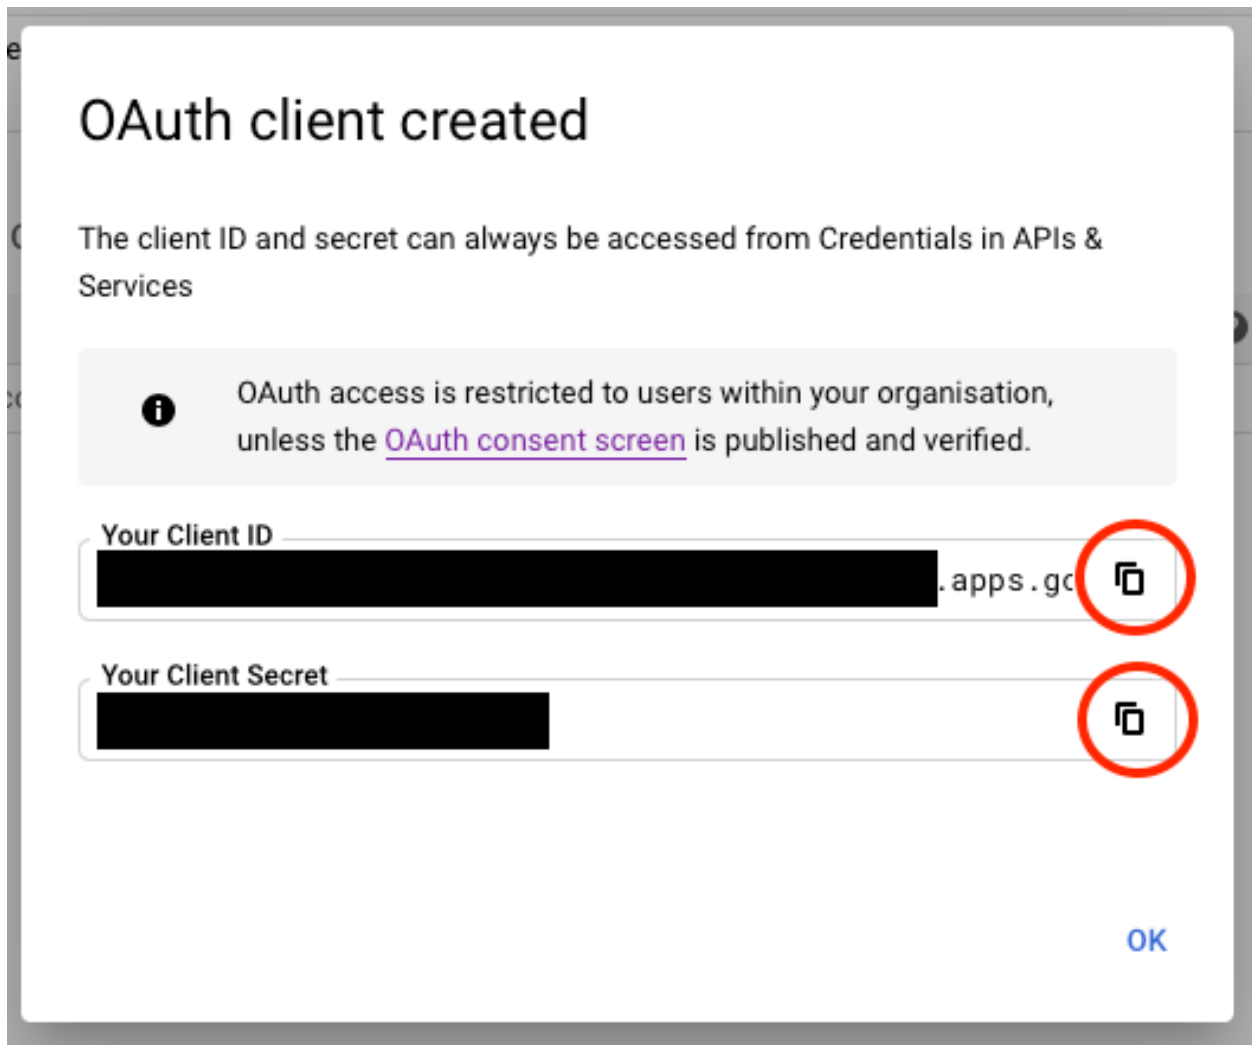 OAuth client created
The client ID and secret can always be accessed from Credentials in APIs &
Services
OAuth access is restricted to users within your organisation,
unless the OAuth consent screen is published and verified.
Your Client ID
.apps.go
Your Client Secret
OK